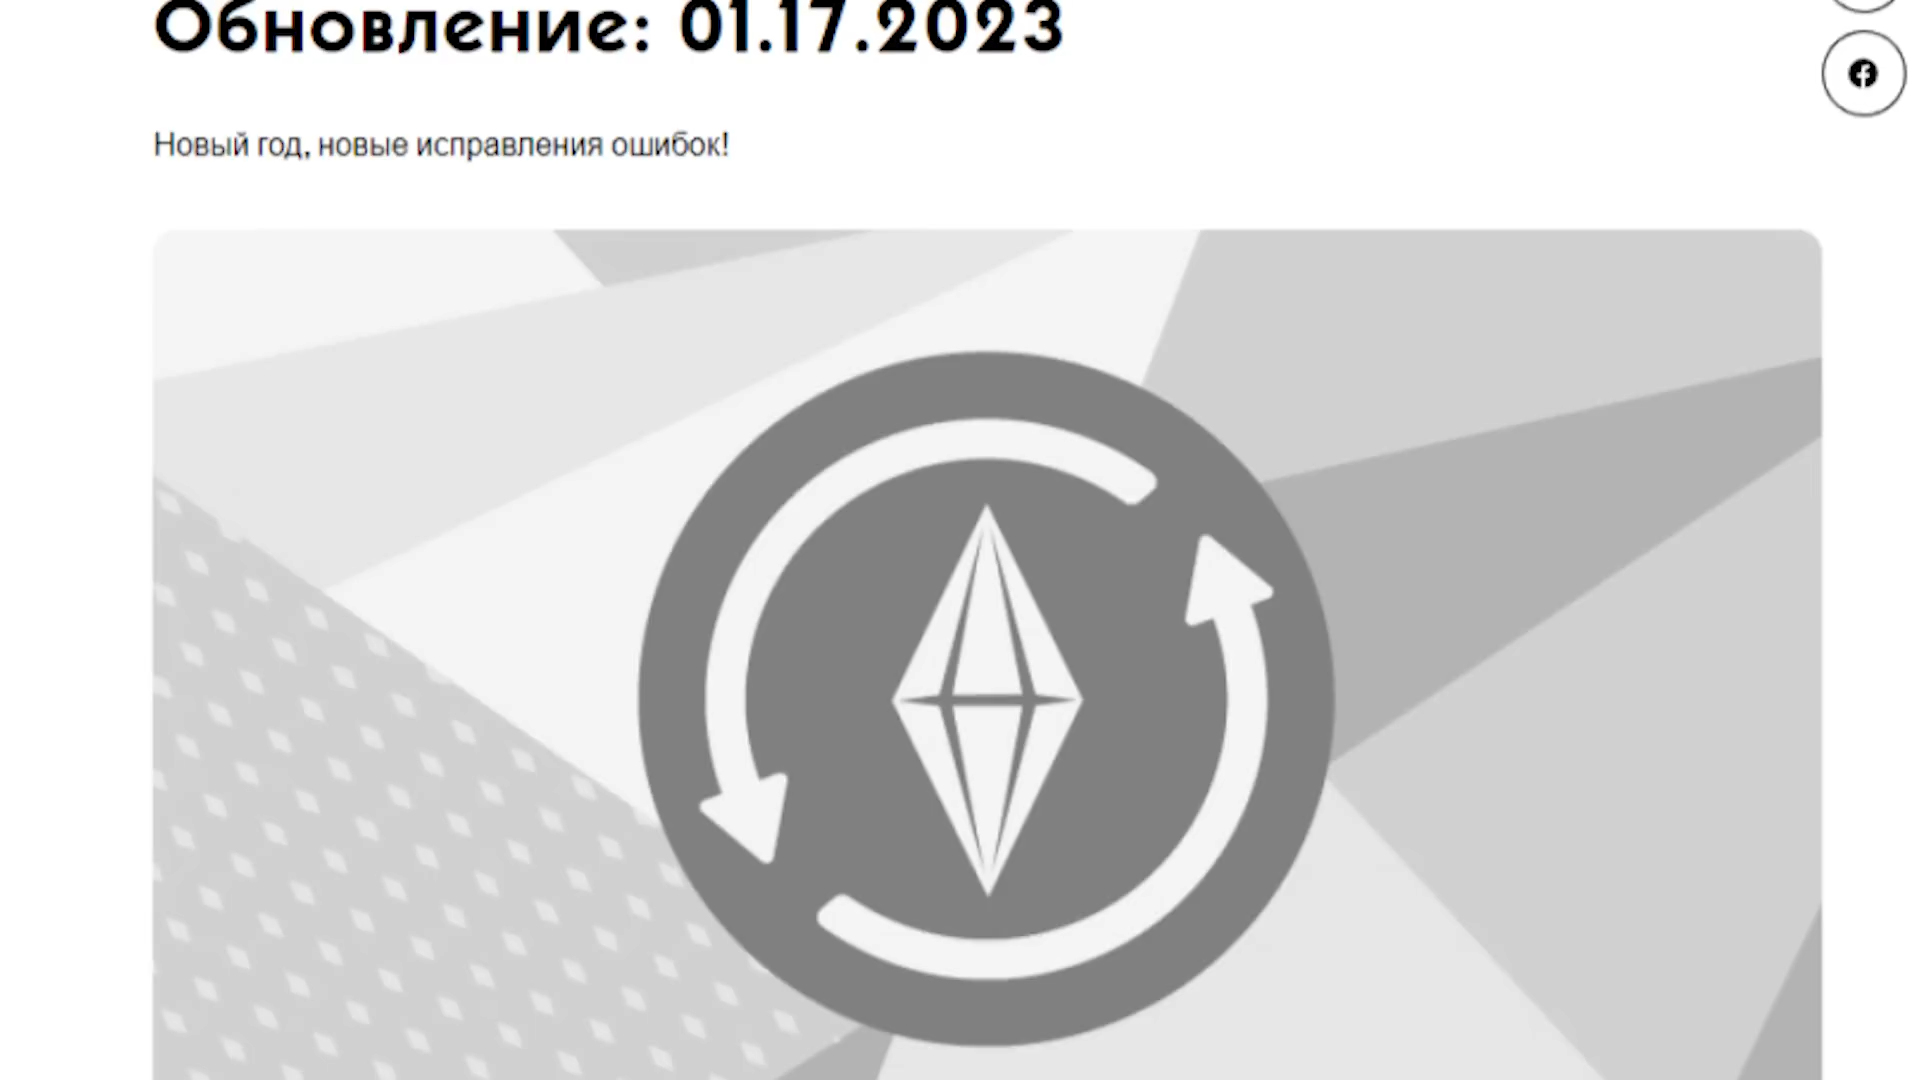 Обновление: 01.17.2023
Новый год, новые исправления ошибок!